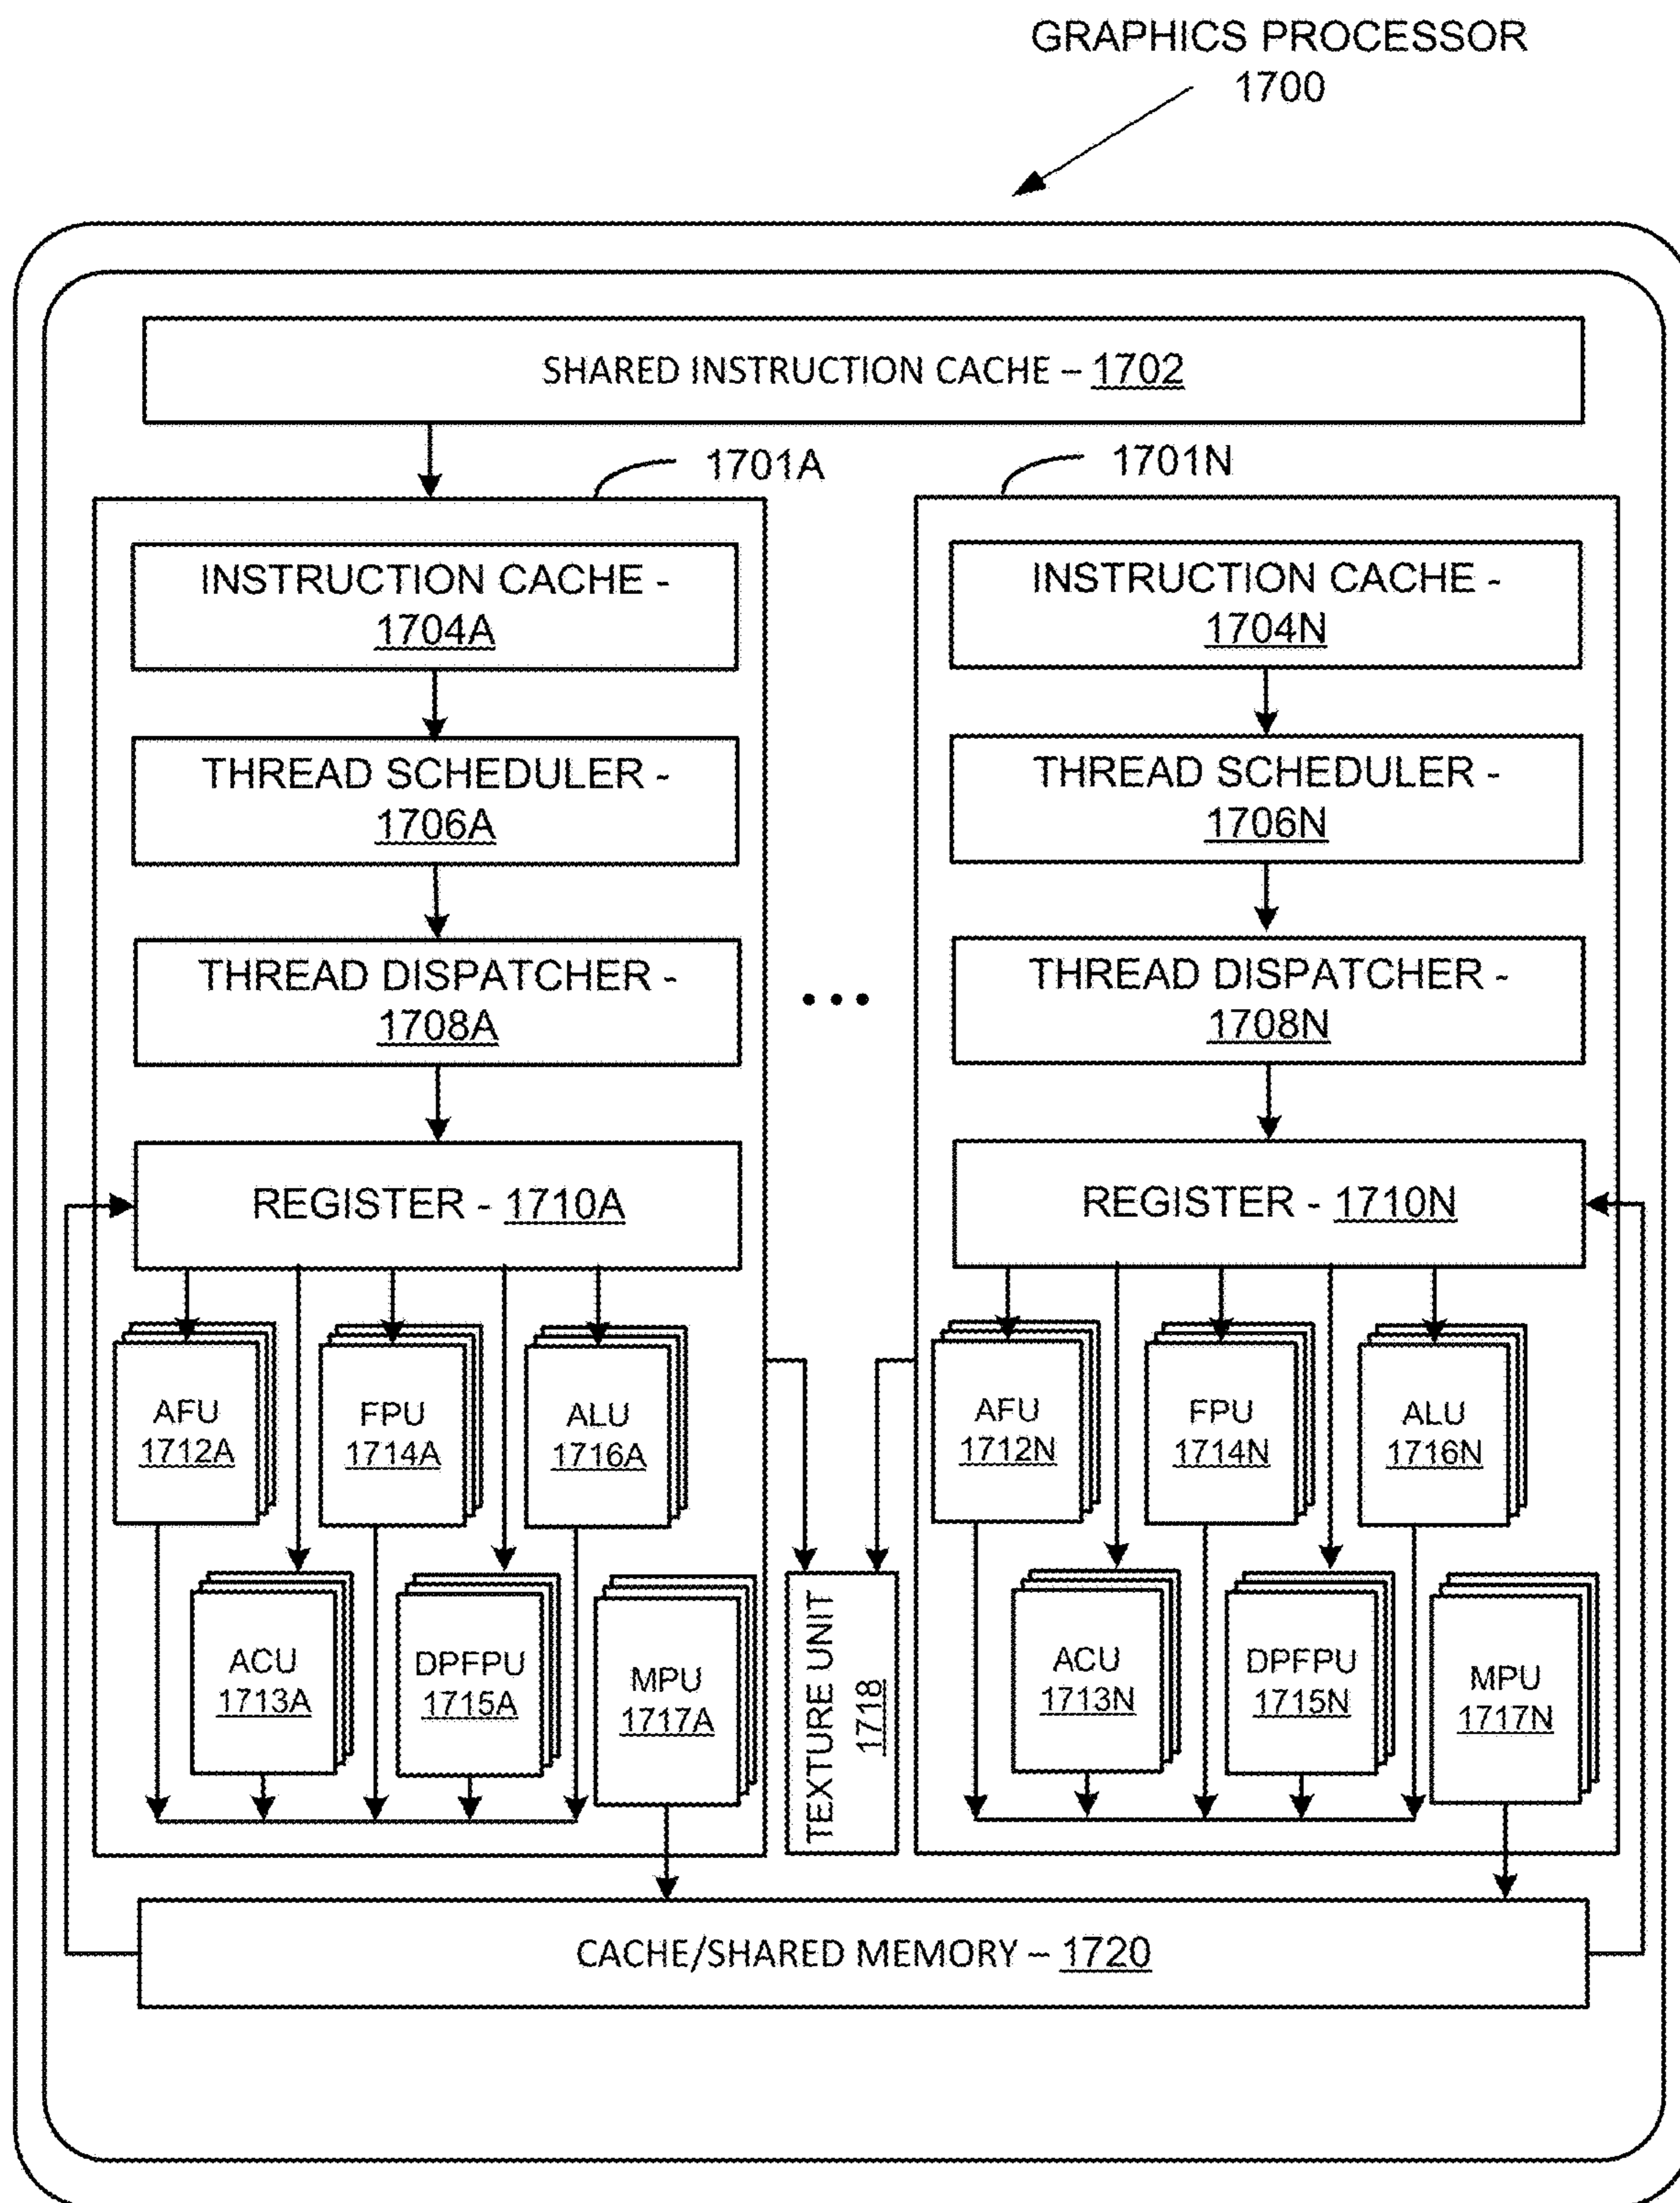 GRAPHICS PROCESSOR
1700
SHARED INSTRUCTION CACHE – 1702
1701A
INSTRUCTION CACHE -
1704A
THREAD SCHEDULER -
1706A
THREAD DISPATCHER -
1708A
REGISTER - 1710A
AFU
1712A
FPU
1714A
ALU
1716A
ACU
1713A
DPFPU
1715A
MPU
1717A
...
TEXTURE UNIT
1718
1701N
INSTRUCTION CACHE -
1704N
THREAD SCHEDULER -
1706N
THREAD DISPATCHER -
1708N
REGISTER - 1710N
AFU
1712N
FPU
1714N
ALU
1716N
ACU
1713N
DPFPU
1715N
MPU
1717N
CACHE/SHARED MEMORY – 1720